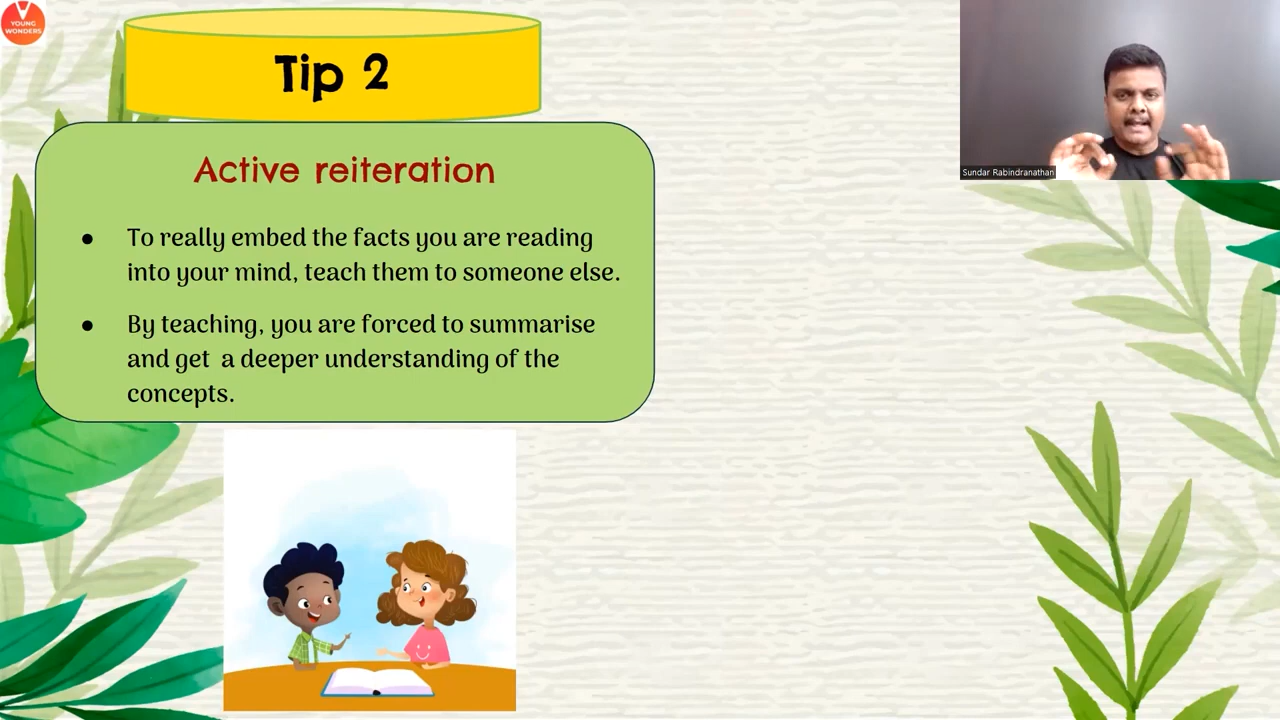 YOUNG
WONDERS
Tip 2
Active reiteration
● To really embed the facts you are reading
into your mind, teach them to someone else.
● By teaching, you are forced to summarise
and get a deeper understanding of the
concepts.
Sundar Rabindranathan